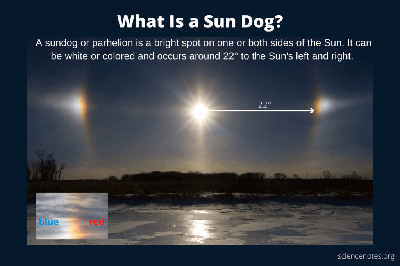 What Is a Sun Dog?
A sundog or parhelion is a bright spot on one or both sides of the Sun. It can
be white or colored and occurs around 22° to the Sun's left and right.
22°
blue red
sciencenotes.org